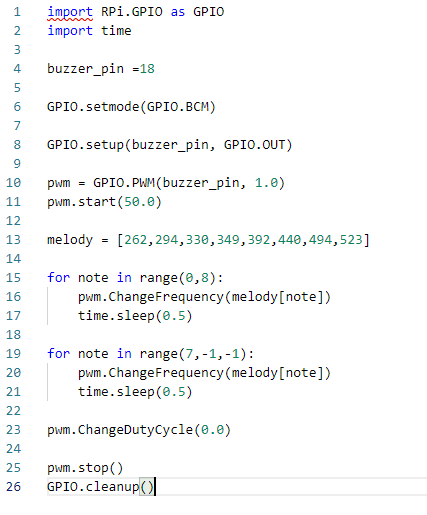 1 import RPi.GPIO as GPIO
2 import time
3
4 buzzer_pin =18
5
6 GPIO.setmode(GPIO.BCM)
7
8 GPIO.setup(buzzer_pin, GPIO.OUT)
9
10 pwm = GPIO.PWM(buzzer_pin, 1.0)
11 pwm.start(50.0)
12
13 melody = [262,294,330,349,392,440,494,523]
14
15 for note in range(0,8):
16     pwm.ChangeFrequency(melody[note])
17     time.sleep(0.5)
18
19 for note in range(7,-1,-1):
20     pwm.ChangeFrequency(melody[note])
21     time.sleep(0.5)
22
23 pwm.ChangeDutyCycle(0.0)
24
25 pwm.stop()
26 GPIO.cleanup()